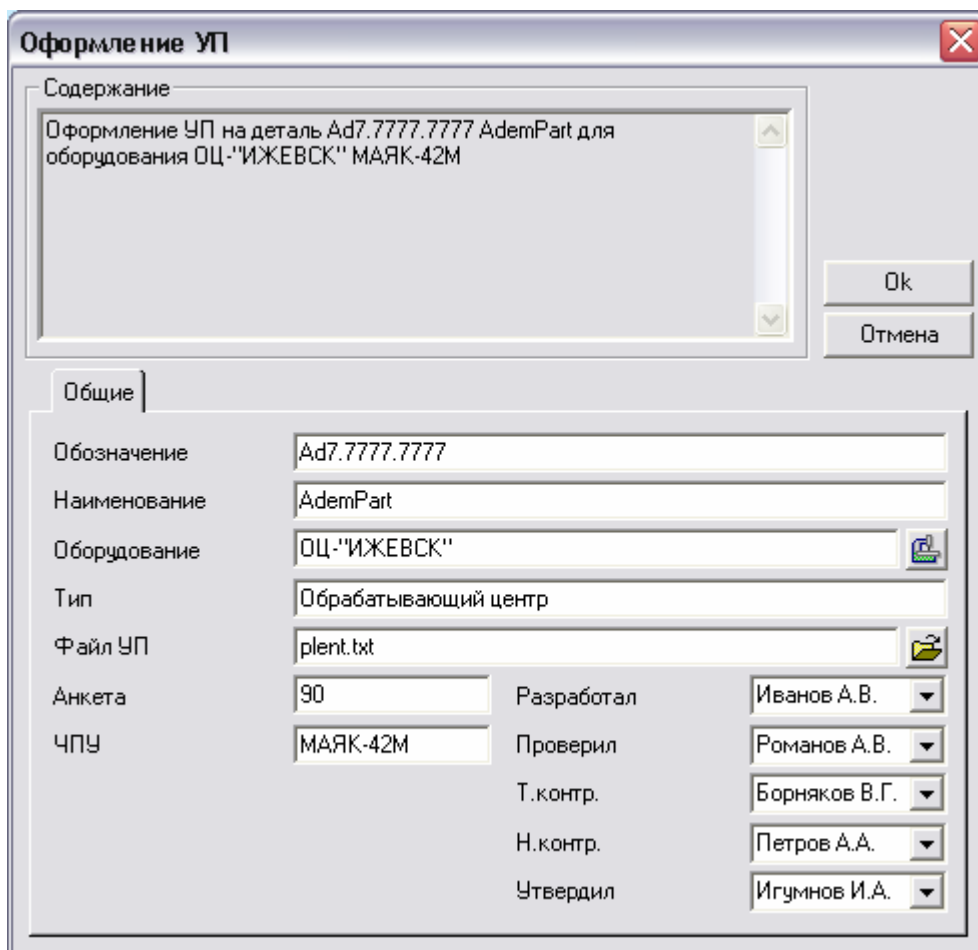 Оформление УП
Содержание
Оформление УП на деталь Ad7.7777.7777 AdemPart для
оборудования ОЦ-"ИЖЕВСК" МАЯК-42М
Ok
Отмена
Общие
Обозначение Ad7.7777.7777
Наименование AdemPart
Оборудование ОЦ-"ИЖЕВСК"
Тип Обрабатывающий центр
Файл УП plent.txt
Анкета 90 Разработал Иванов А.В.
ЧПУ МАЯК-42М Проверил Романов А.В.
Т.контр. Борняков В.Г.
Н.контр. Петров А.А.
Утвердил Игумнов И.А.